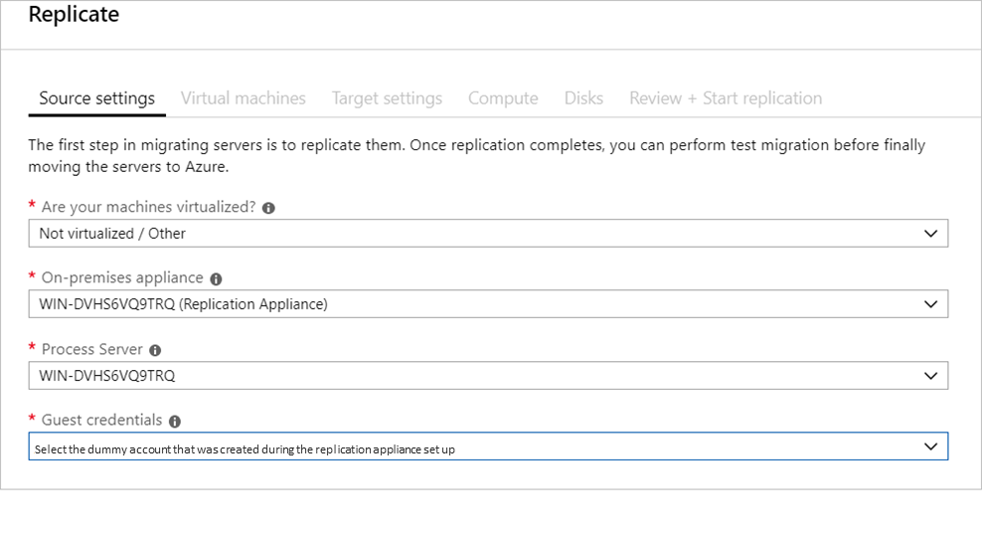 Replicate
Source settings Virtual machines Target settings Compute Disks Review + Start replication
The first step in migrating servers is to replicate them. Once replication completes, you can perform test migration before finally
moving the servers to Azure.
* Are your machines virtualized?
Not virtualized / Other
* On-premises appliance
WIN-DVHS6VQ9TRQ (Replication Appliance)
* Process Server
WIN-DVHS6VQ9TRQ
* Guest credentials
Select the dummy account that was created during the replication appliance set up